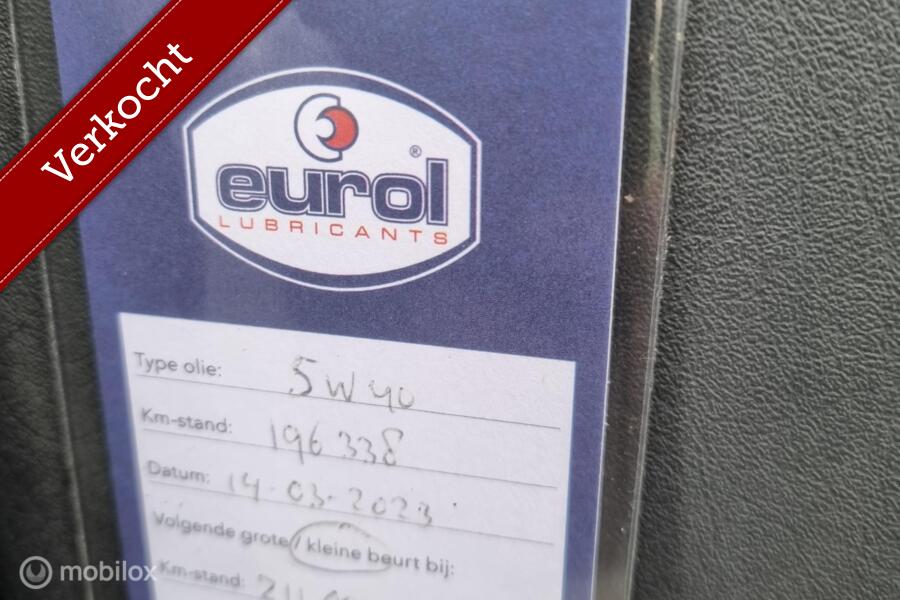 Verkocht
eurol®
LUBRICANTS
Type olie: 5W40
Km-stand: 196338
Datum: 14-03-2023
Volgende grote / kleine beurt bij:
Km-stand:
mobilox